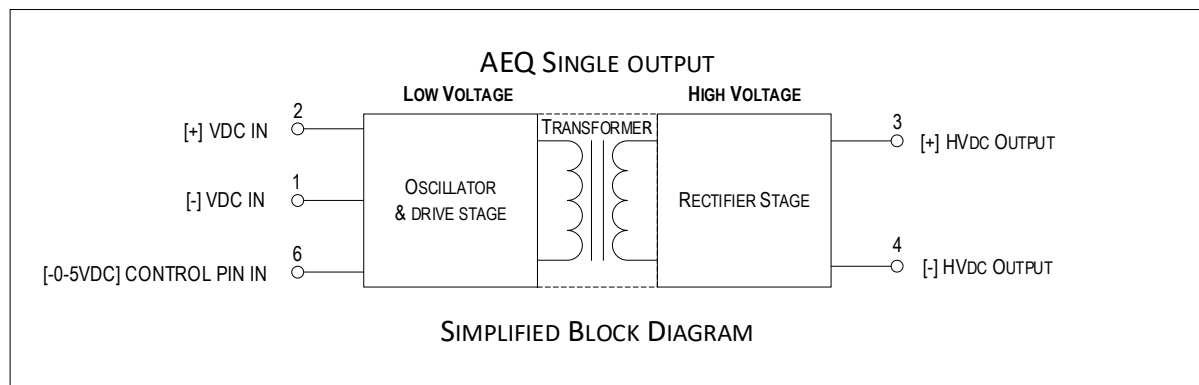 AEQ SINGLE OUTPUT
LOW VOLTAGE
HIGH VOLTAGE
TRANSFORMER
2
[+] VDC IN
1
[-] VDC IN
6
[-0-5VDC] CONTROL PIN IN
OSCILLATOR
& DRIVE STAGE
RECTIFIER STAGE
3
[+] HVDC OUTPUT
4
[-] HVDC OUTPUT
SIMPLIFIED BLOCK DIAGRAM